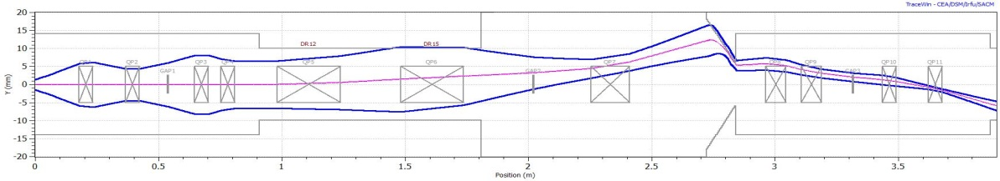 TraceWin - CEA/DSM/Irfu/SACM
20
15
10
5
0
-5
-10
-15
-20
Y (mm)
DR12
DR15
QP1
QP2
GAP1
QP3
QP4
QP5
QP6
GAP2
QP7
QP8
QP9
GAP3
QP10
QP11
0
0.5
1
1.5
2
2.5
3
3.5
Position (m)